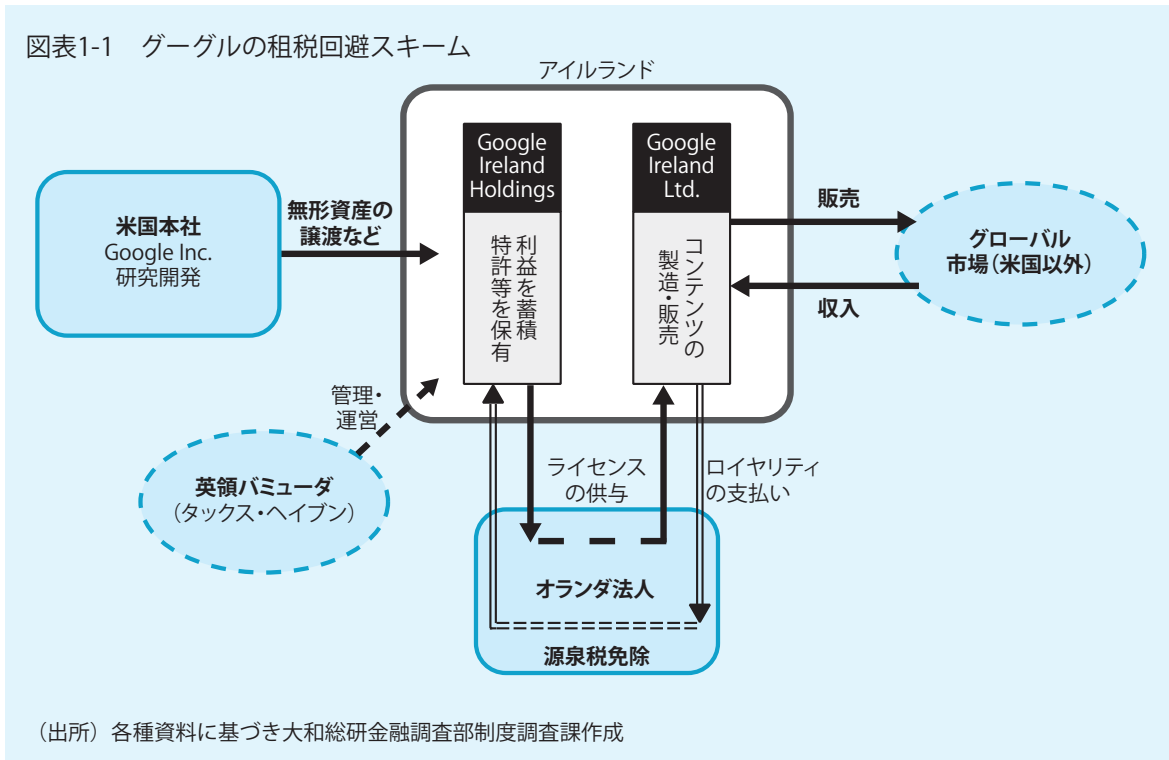 図表1-1　グーグルの租税回避スキーム
アイルランド
米国本社
Google Inc.
研究開発
無形資産の
譲渡など
Google
Ireland
Holdings
利益を蓄積
特許等を保有
Google
Ireland
Ltd.
コンテンツの
製造・販売
販売
収入
グローバル
市場（米国以外）
管理・
運営
英領バミューダ
（タックス・ヘイブン）
ライセンス
の供与
ロイヤリティ
の支払い
オランダ法人
源泉税免除
（出所）各種資料に基づき大和総研金融調査部制度調査課作成